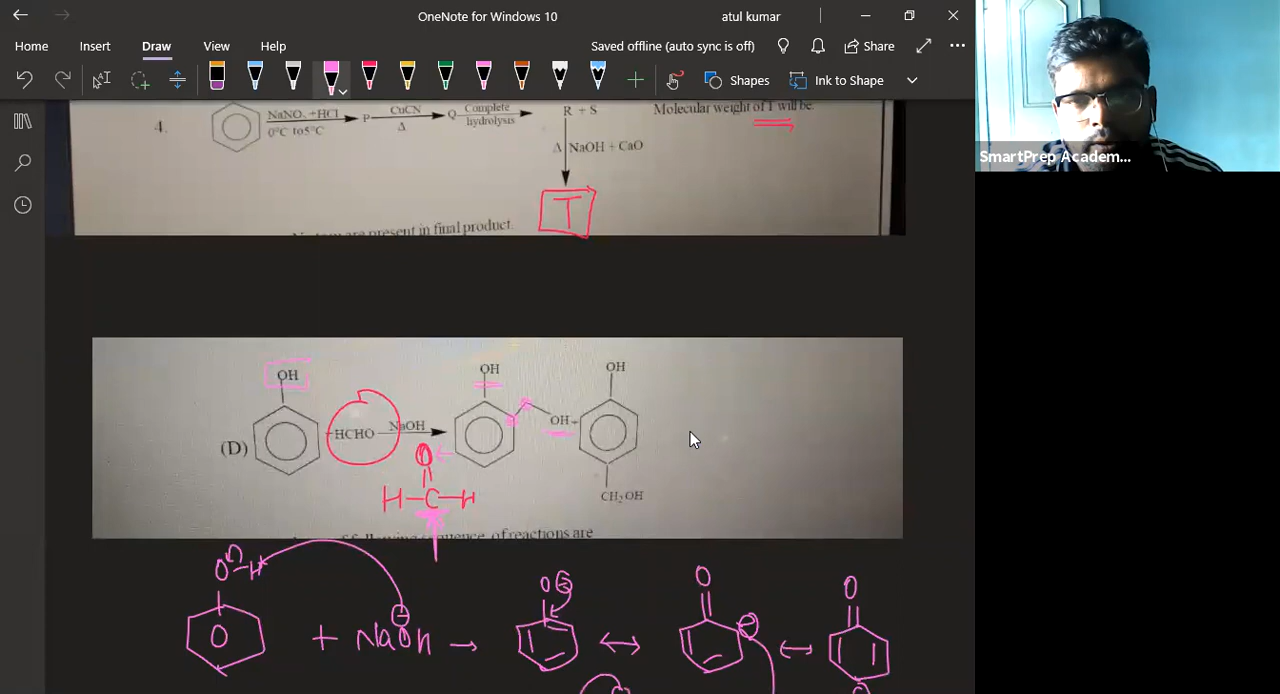 OneNote for Windows 10
atul kumar
Home Insert Draw View Help
Saved offline (auto sync is off)
Share
Shapes
Ink to Shape
SmartPrep Academ...
4.
NaNO2 +HCl
0°C to5°C
P
CuCN
Δ
Q
Complete
hydrolysis
R + S
Molecular weight of T will be
Δ NaOH + CaO
T
are present in final product.
(D)
OH
+HCHO
NaOH
OH
OH+
OH
CH2OH
O
H-C-H
of following sequence of reactions are
O-H
O
+ NaOH →
O⊖
↔
O
⊖
↔
O